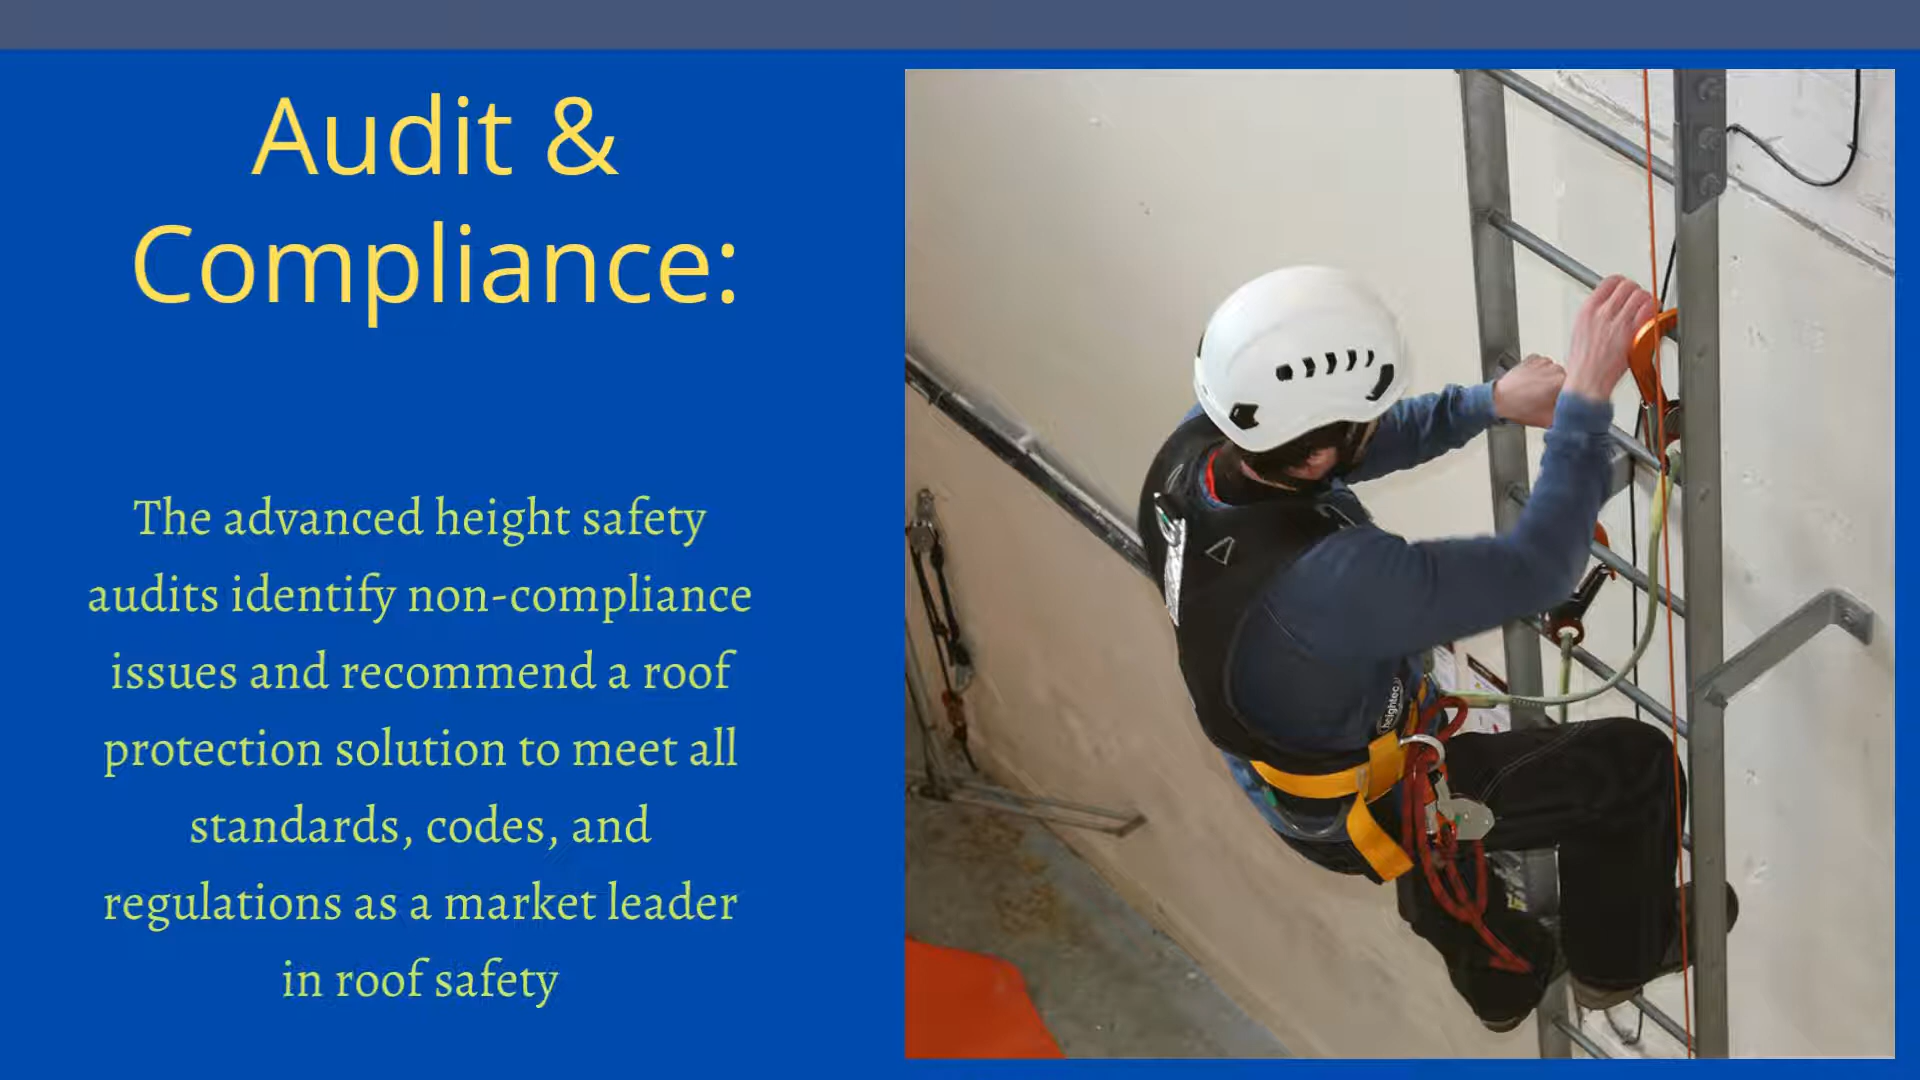 Audit &
Compliance:
The advanced height safety
audits identify non-compliance
issues and recommend a roof
protection solution to meet all
standards, codes, and
regulations as a market leader
in roof safety
heightec